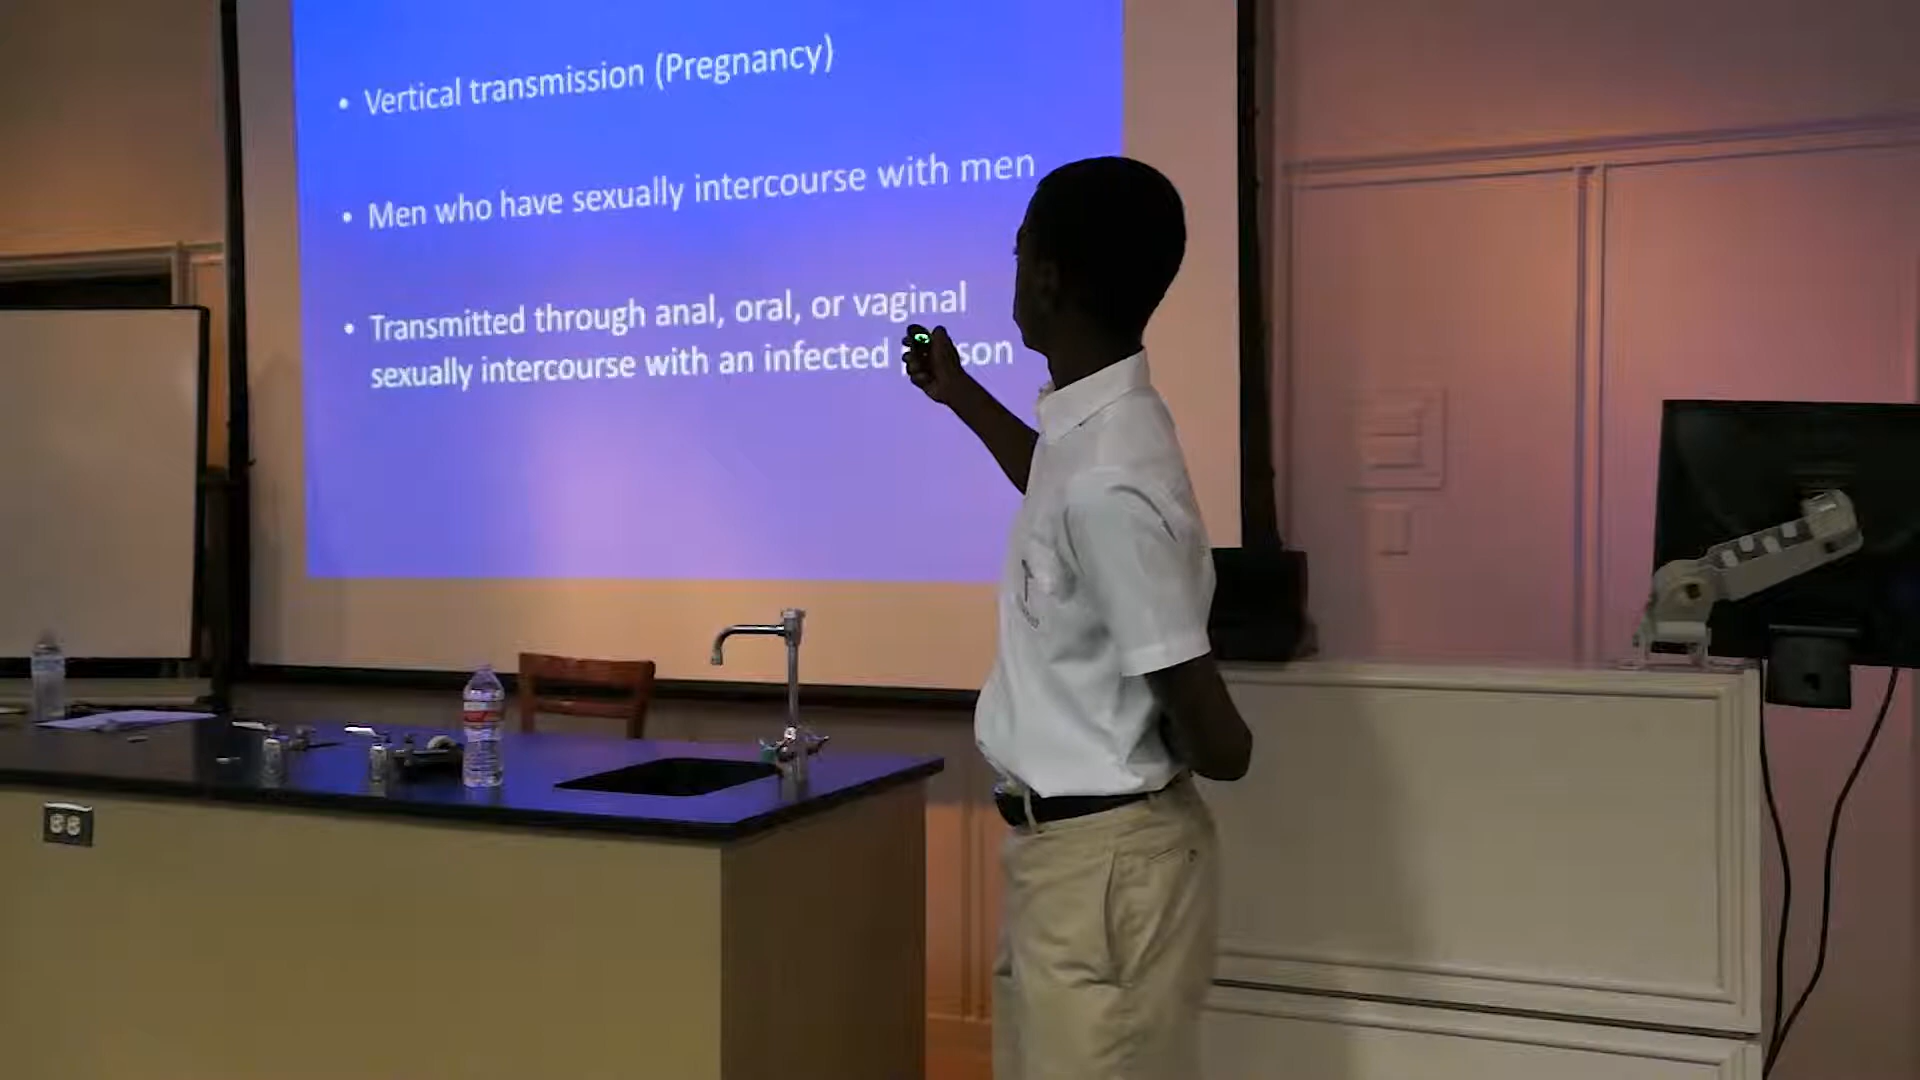 • Vertical transmission (Pregnancy)
• Men who have sexually intercourse with men
• Transmitted through anal, oral, or vaginal
sexually intercourse with an infected